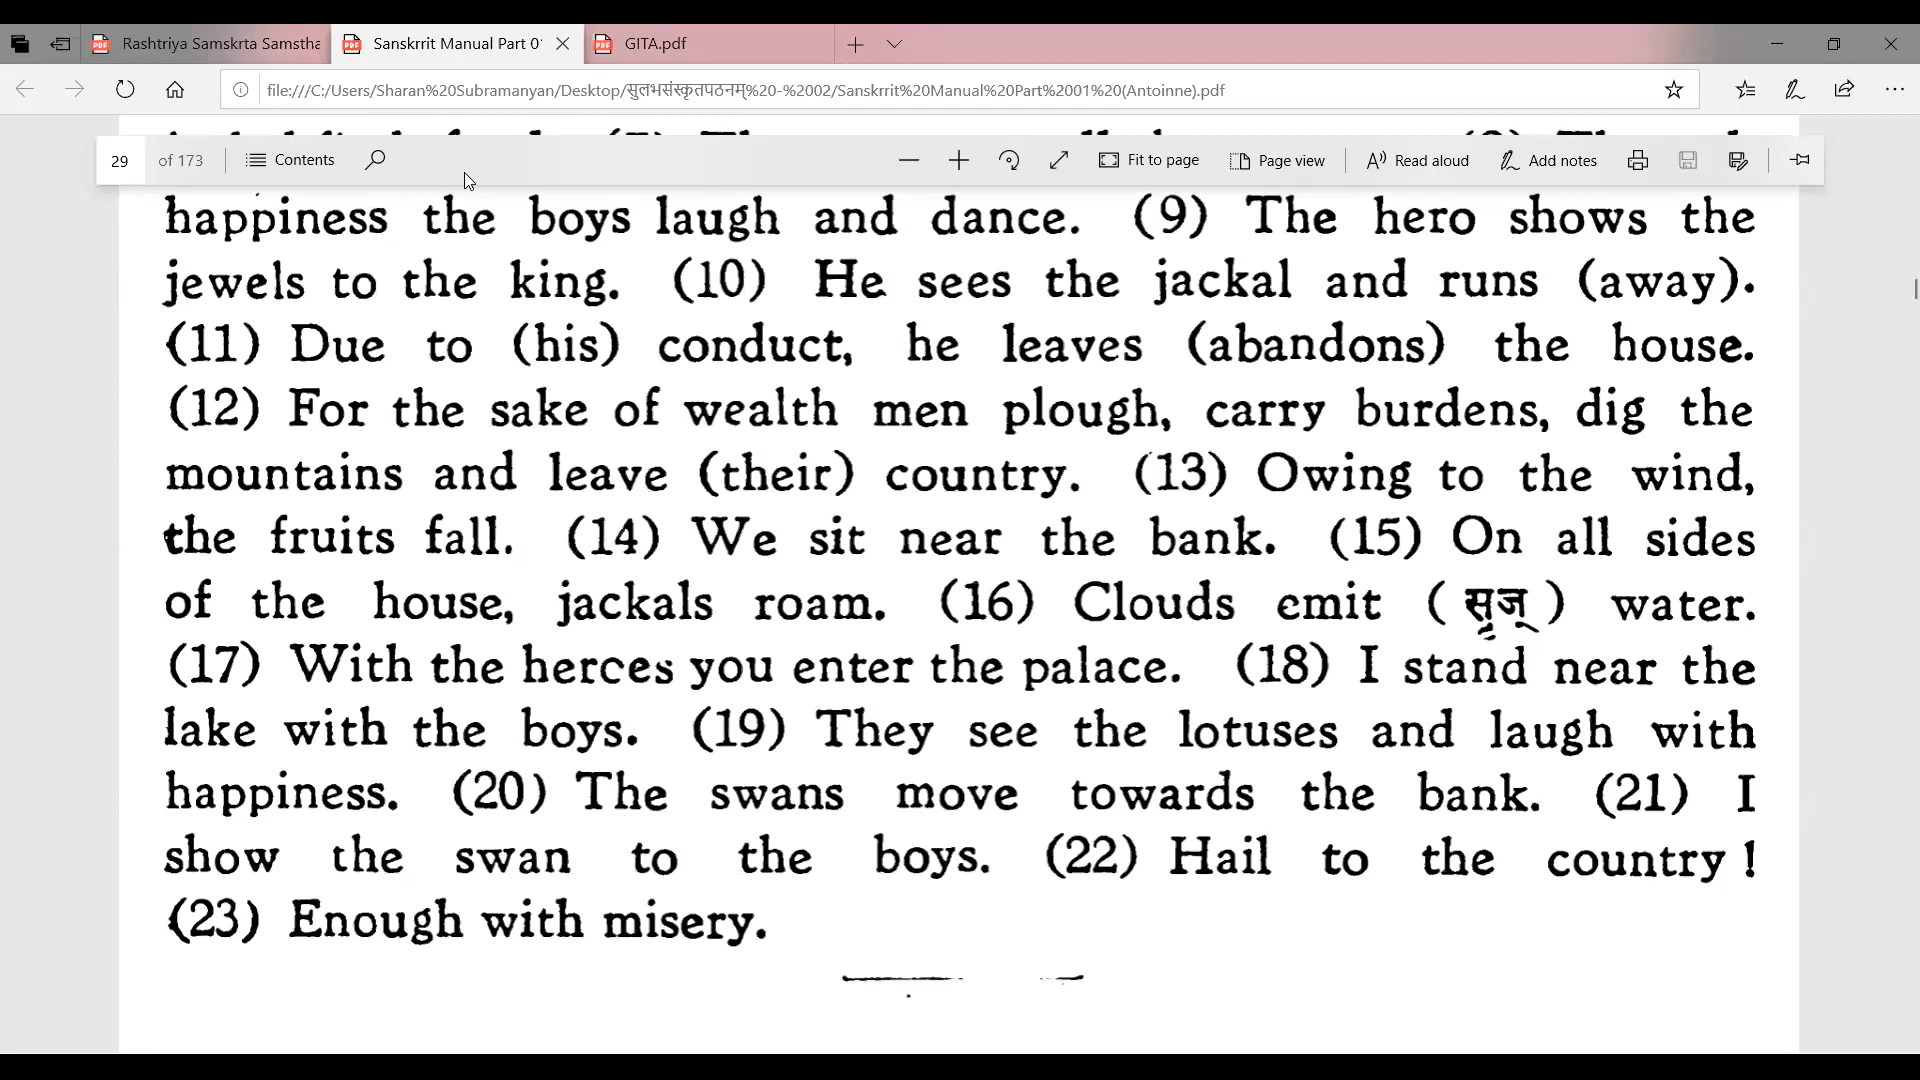 Rashtriya Samskrta Samstha
Sanskrrit Manual Part 0
GITA.pdf
file:///C:/Users/Sharan%20Subramanyan/Desktop/सुलभसंस्कृतपठनम्%20-%2002/Sanskrrit%20Manual%20Part%2001%20(Antoinne).pdf
29 of 173 Contents Fit to page Page view Read aloud Add notes
happiness the boys laugh and dance. (9) The hero shows the
jewels to the king. (10) He sees the jackal and runs (away).
(11) Due to (his) conduct, he leaves (abandons) the house.
(12) For the sake of wealth men plough, carry burdens, dig the
mountains and leave (their) country. (13) Owing to the wind,
the fruits fall. (14) We sit near the bank. (15) On all sides
of the house, jackals roam. (16) Clouds emit (सृज्) water.
(17) With the herces you enter the palace. (18) I stand near the
lake with the boys. (19) They see the lotuses and laugh with
happiness. (20) The swans move towards the bank. (21) I
show the swan to the boys. (22) Hail to the country !
(23) Enough with misery.